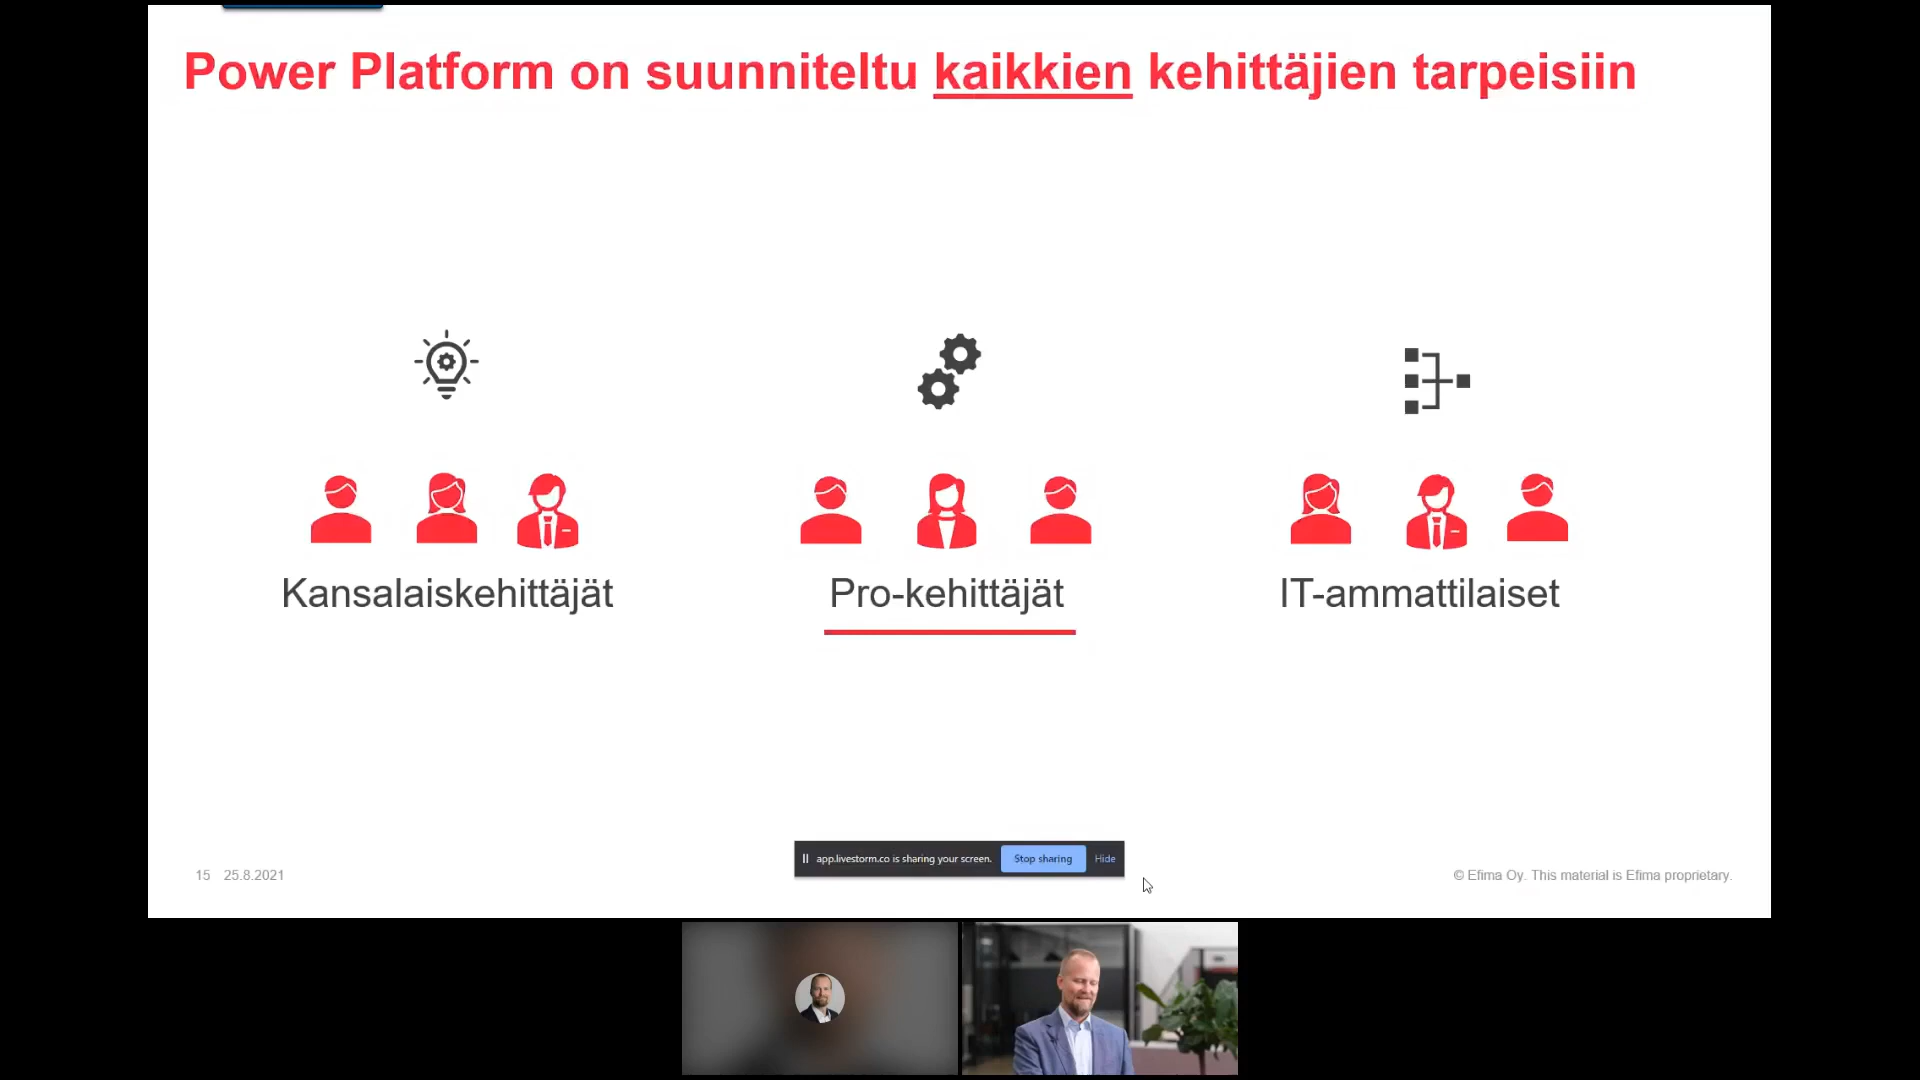 Power Platform on suunniteltu kaikkien kehittäjien tarpeisiin
Kansalaiskehittäjät
Pro-kehittäjät
IT-ammattilaiset
app.livestorm.co is sharing your screen.
Stop sharing
Hide
15 25.8.2021
© Efima Oy. This material is Efima proprietary.